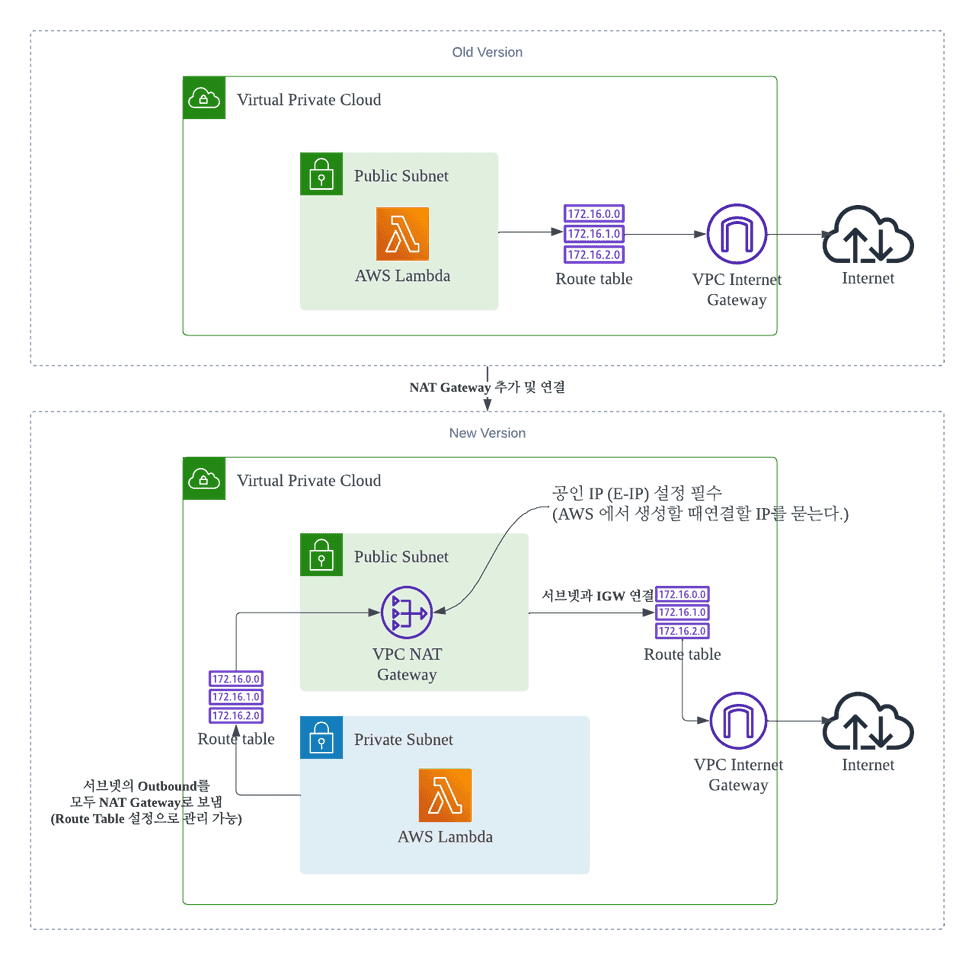 Old Version
Virtual Private Cloud
Public Subnet
AWS Lambda
172.16.0.0
172.16.1.0
172.16.2.0
Route table
VPC Internet
Gateway
Internet
NAT Gateway 추가 및 연결
New Version
Virtual Private Cloud
공인 IP (E-IP) 설정 필수
(AWS 에서 생성할 때연결할 IP를 묻는다.)
Public Subnet
VPC NAT
Gateway
서브넷과 IGW 연결
172.16.0.0
172.16.1.0
172.16.2.0
Route table
172.16.0.0
172.16.1.0
172.16.2.0
Route table
Private Subnet
AWS Lambda
VPC Internet
Gateway
Internet
서브넷의 Outbound를
모두 NAT Gateway로 보냄
(Route Table 설정으로 관리 가능)